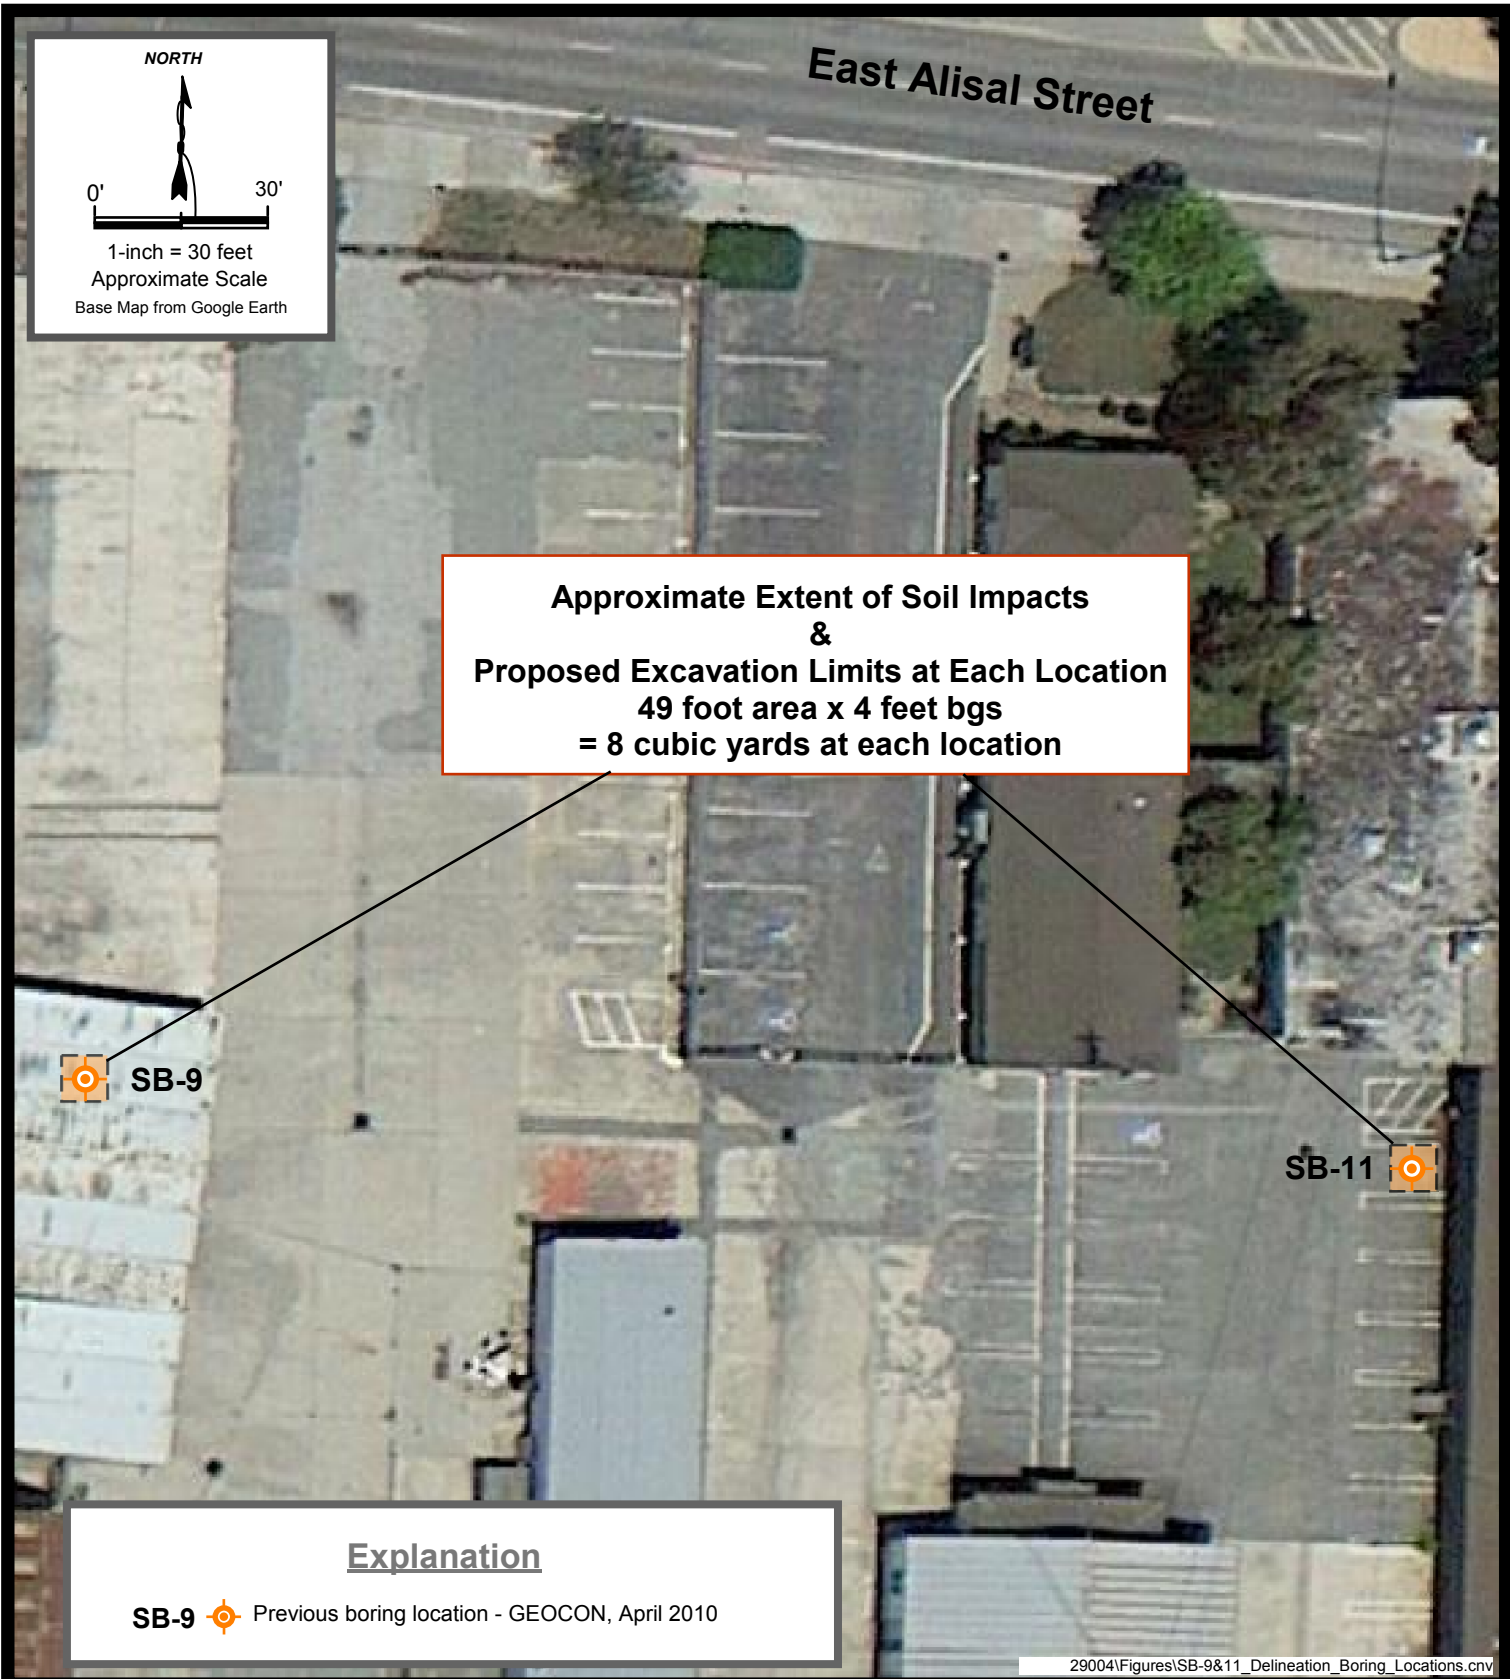 NORTH
0' 30'
1-inch = 30 feet
Approximate Scale
Base Map from Google Earth
East Alisal Street
Approximate Extent of Soil Impacts
&
Proposed Excavation Limits at Each Location
49 foot area x 4 feet bgs
= 8 cubic yards at each location
SB-9
SB-11
Explanation
SB-9 Previous boring location - GEOCON, April 2010
29004\Figures\SB-9&11_Delineation_Boring_Locations.cnv